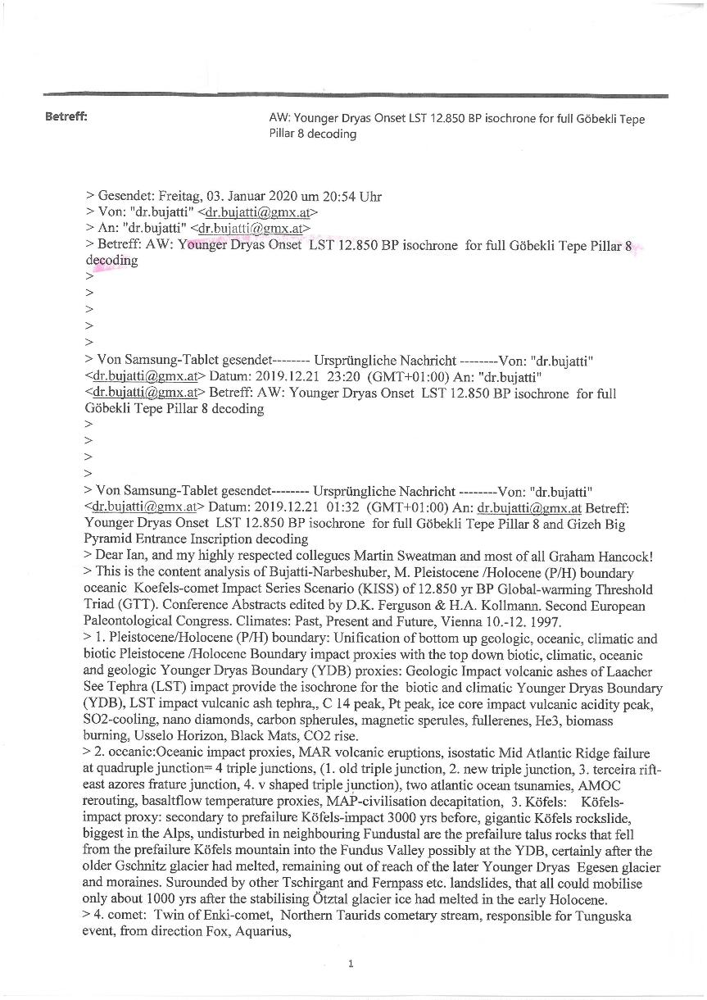 Betreff: AW: Younger Dryas Onset LST 12.850 BP isochrone for full Göbekli Tepe
Pillar 8 decoding
> Gesendet: Freitag, 03. Januar 2020 um 20:54 Uhr
> Von: "dr.bujatti" <dr.bujatti@gmx.at>
> An: "dr.bujatti" <dr.bujatti@gmx.at>
> Betreff: AW: Younger Dryas Onset LST 12.850 BP isochrone for full Göbekli Tepe Pillar 8
decoding
>
>
>
>
>
> Von Samsung-Tablet gesendet-------- Ursprüngliche Nachricht --------Von: "dr.bujatti"
<dr.bujatti@gmx.at> Datum: 2019.12.21 23:20 (GMT+01:00) An: "dr.bujatti"
<dr.bujatti@gmx.at> Betreff: AW: Younger Dryas Onset LST 12.850 BP isochrone for full
Göbekli Tepe Pillar 8 decoding
>
>
>
>
> Von Samsung-Tablet gesendet-------- Ursprüngliche Nachricht --------Von: "dr.bujatti"
<dr.bujatti@gmx.at> Datum: 2019.12.21 01:32 (GMT+01:00) An: dr.bujatti@gmx.at Betreff:
Younger Dryas Onset LST 12.850 BP isochrone for full Göbekli Tepe Pillar 8 and Gizeh Big
Pyramid Entrance Inscription decoding
> Dear Ian, and my highly respected collegues Martin Sweatman and most of all Graham Hancock!
> This is the content analysis of Bujatti-Narbeshuber, M. Pleistocene /Holocene (P/H) boundary
oceanic Koefels-comet Impact Series Scenario (KISS) of 12.850 yr BP Global-warming Threshold
Triad (GTT). Conference Abstracts edited by D.K. Ferguson & H.A. Kollmann. Second European
Paleontological Congress. Climates: Past, Present and Future, Vienna 10.-12. 1997.
> 1. Pleistocene/Holocene (P/H) boundary: Unification of bottom up geologic, oceanic, climatic and
biotic Pleistocene /Holocene Boundary impact proxies with the top down biotic, climatic, oceanic
and geologic Younger Dryas Boundary (YDB) proxies: Geologic Impact volcanic ashes of Laacher
See Tephra (LST) impact provide the isochrone for the biotic and climatic Younger Dryas Boundary
(YDB), LST impact vulcanic ash tephra,, C 14 peak, Pt peak, ice core impact vulcanic acidity peak,
SO2-cooling, nano diamonds, carbon spherules, magnetic sperules, fullerenes, He3, biomass
burning, Usselo Horizon, Black Mats, CO2 rise.
> 2. oceanic:Oceanic impact proxies, MAR volcanic eruptions, isostatic Mid Atlantic Ridge failure
at quadruple junction= 4 triple junctions, (1. old triple junction, 2. new triple junction, 3. terceira rift-
east azores frature junction, 4. v shaped triple junction), two atlantic ocean tsunamies, AMOC
rerouting, basaltflow temperature proxies, MAP-civilisation decapitation, 3. Köfels: Köfels-
impact proxy: secondary to prefailure Köfels-impact 3000 yrs before, gigantic Köfels rockslide,
biggest in the Alps, undisturbed in neighbouring Fundustal are the prefailure talus rocks that fell
from the prefailure Köfels mountain into the Fundus Valley possibly at the YDB, certainly after the
older Gschnitz glacier had melted, remaining out of reach of the later Younger Dryas Egesen glacier
and moraines. Surounded by other Tschirgant and Fernpass etc. landslides, that all could mobilise
only about 1000 yrs after the stabilising Ötztal glacier ice had melted in the early Holocene.
> 4. comet: Twin of Enki-comet, Northern Taurids cometary stream, responsible for Tunguska
event, from direction Fox, Aquarius,
1